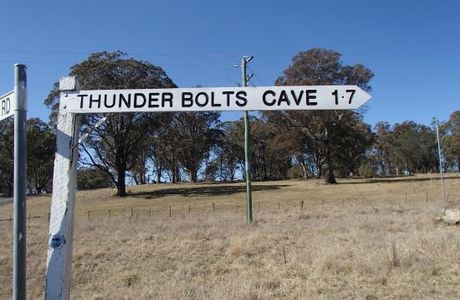 RD
THUNDER BOLTS CAVE 1·7